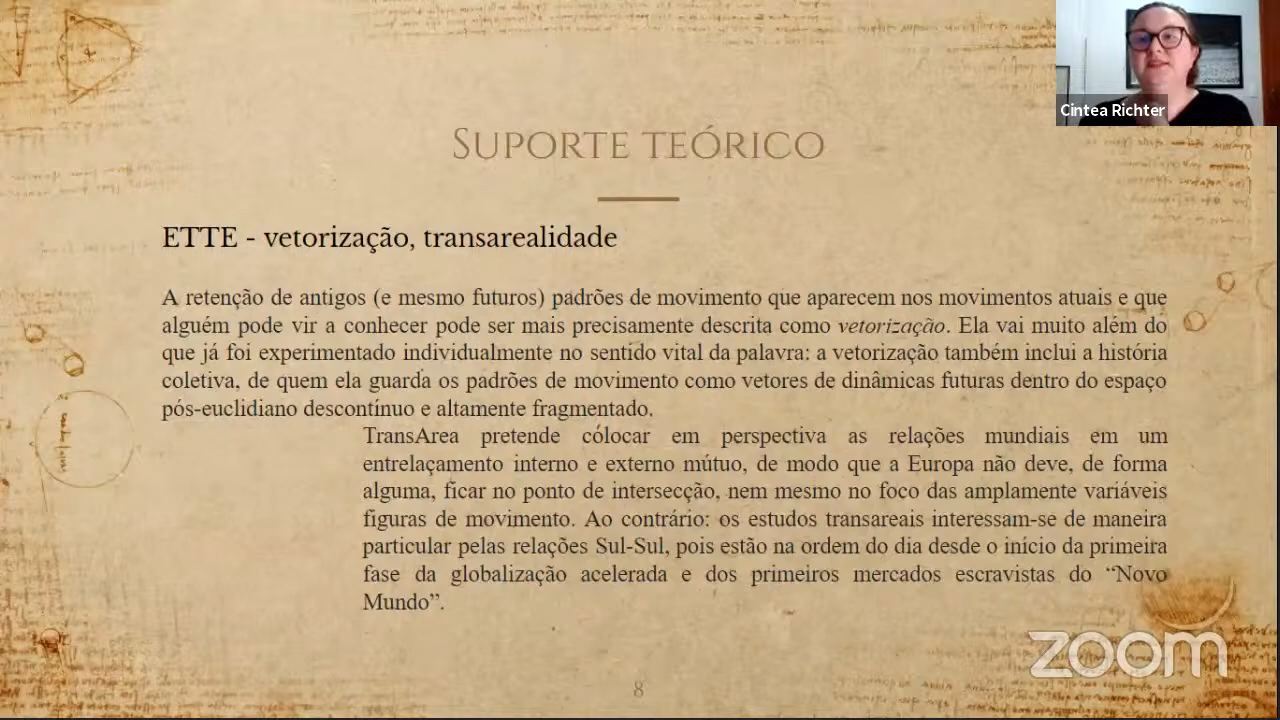 Cintea Richter
SUPORTE TEÓRICO
ETTE - vetorização, transarealidade
A retenção de antigos (e mesmo futuros) padrões de movimento que aparecem nos movimentos atuais e que
alguém pode vir a conhecer pode ser mais precisamente descrita como vetorização. Ela vai muito além do
que já foi experimentado individualmente no sentido vital da palavra: a vetorização também inclui a história
coletiva, de quem ela guarda os padrões de movimento como vetores de dinâmicas futuras dentro do espaço
pós-euclidiano descontínuo e altamente fragmentado.
TransArea pretende colocar em perspectiva as relações mundiais em um
entrelaçamento interno e externo mútuo, de modo que a Europa não deve, de forma
alguma, ficar no ponto de intersecção, nem mesmo no foco das amplamente variáveis
figuras de movimento. Ao contrário: os estudos transareais interessam-se de maneira
particular pelas relações Sul-Sul, pois estão na ordem do dia desde o início da primeira
fase da globalização acelerada e dos primeiros mercados escravistas do “Novo
Mundo”.
zoom
8